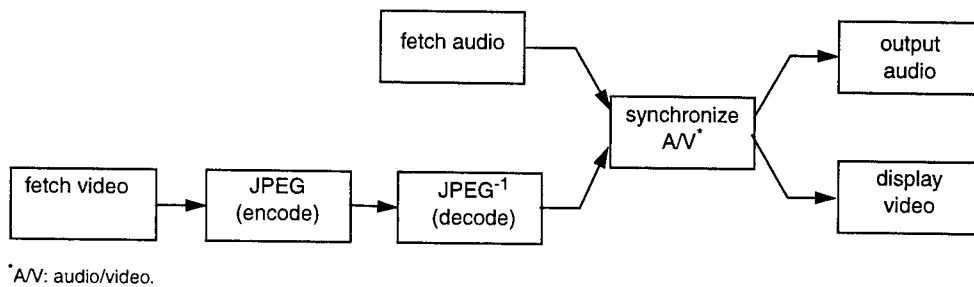 fetch audio
output
audio
synchronize
A/V*
fetch video
JPEG
(encode)
JPEG-1
(decode)
display
video
*A/V: audio/video.